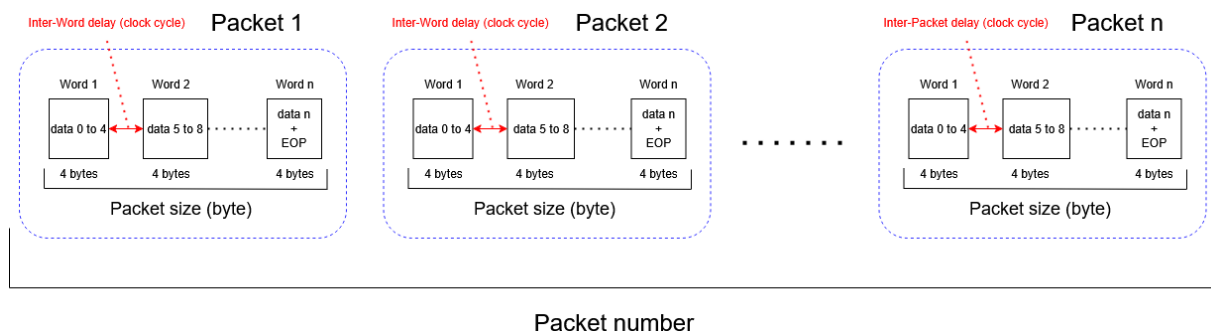 Packet 1
Inter-Word delay (clock cycle)
Word 1
Word 2
Word n
data 0 to 4
data 5 to 8
data n
+
EOP
4 bytes
4 bytes
4 bytes
Packet size (byte)
Packet 2
Inter-Word delay (clock cycle)
Word 1
Word 2
Word n
data 0 to 4
data 5 to 8
data n
+
EOP
4 bytes
4 bytes
4 bytes
Packet size (byte)
Packet n
Inter-Packet delay (clock cycle)
Word 1
Word 2
Word n
data 0 to 4
data 5 to 8
data n
+
EOP
4 bytes
4 bytes
4 bytes
Packet size (byte)
Packet number